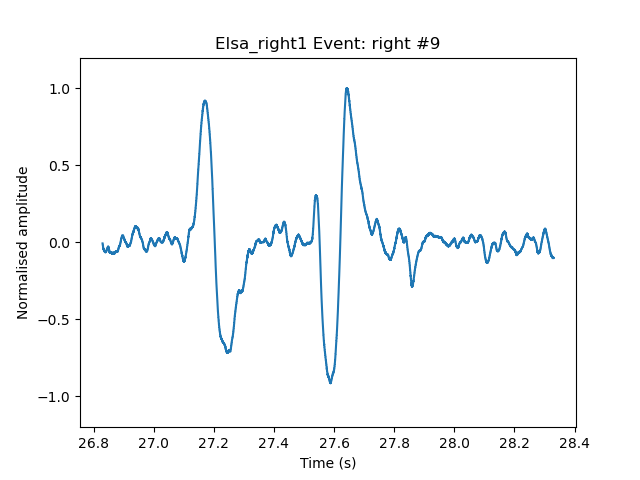 Elsa_right1 Event: right #9
Normalised amplitude
1.0
0.5
0.0
−0.5
−1.0
26.8 27.0 27.2 27.4 27.6 27.8 28.0 28.2 28.4
Time (s)